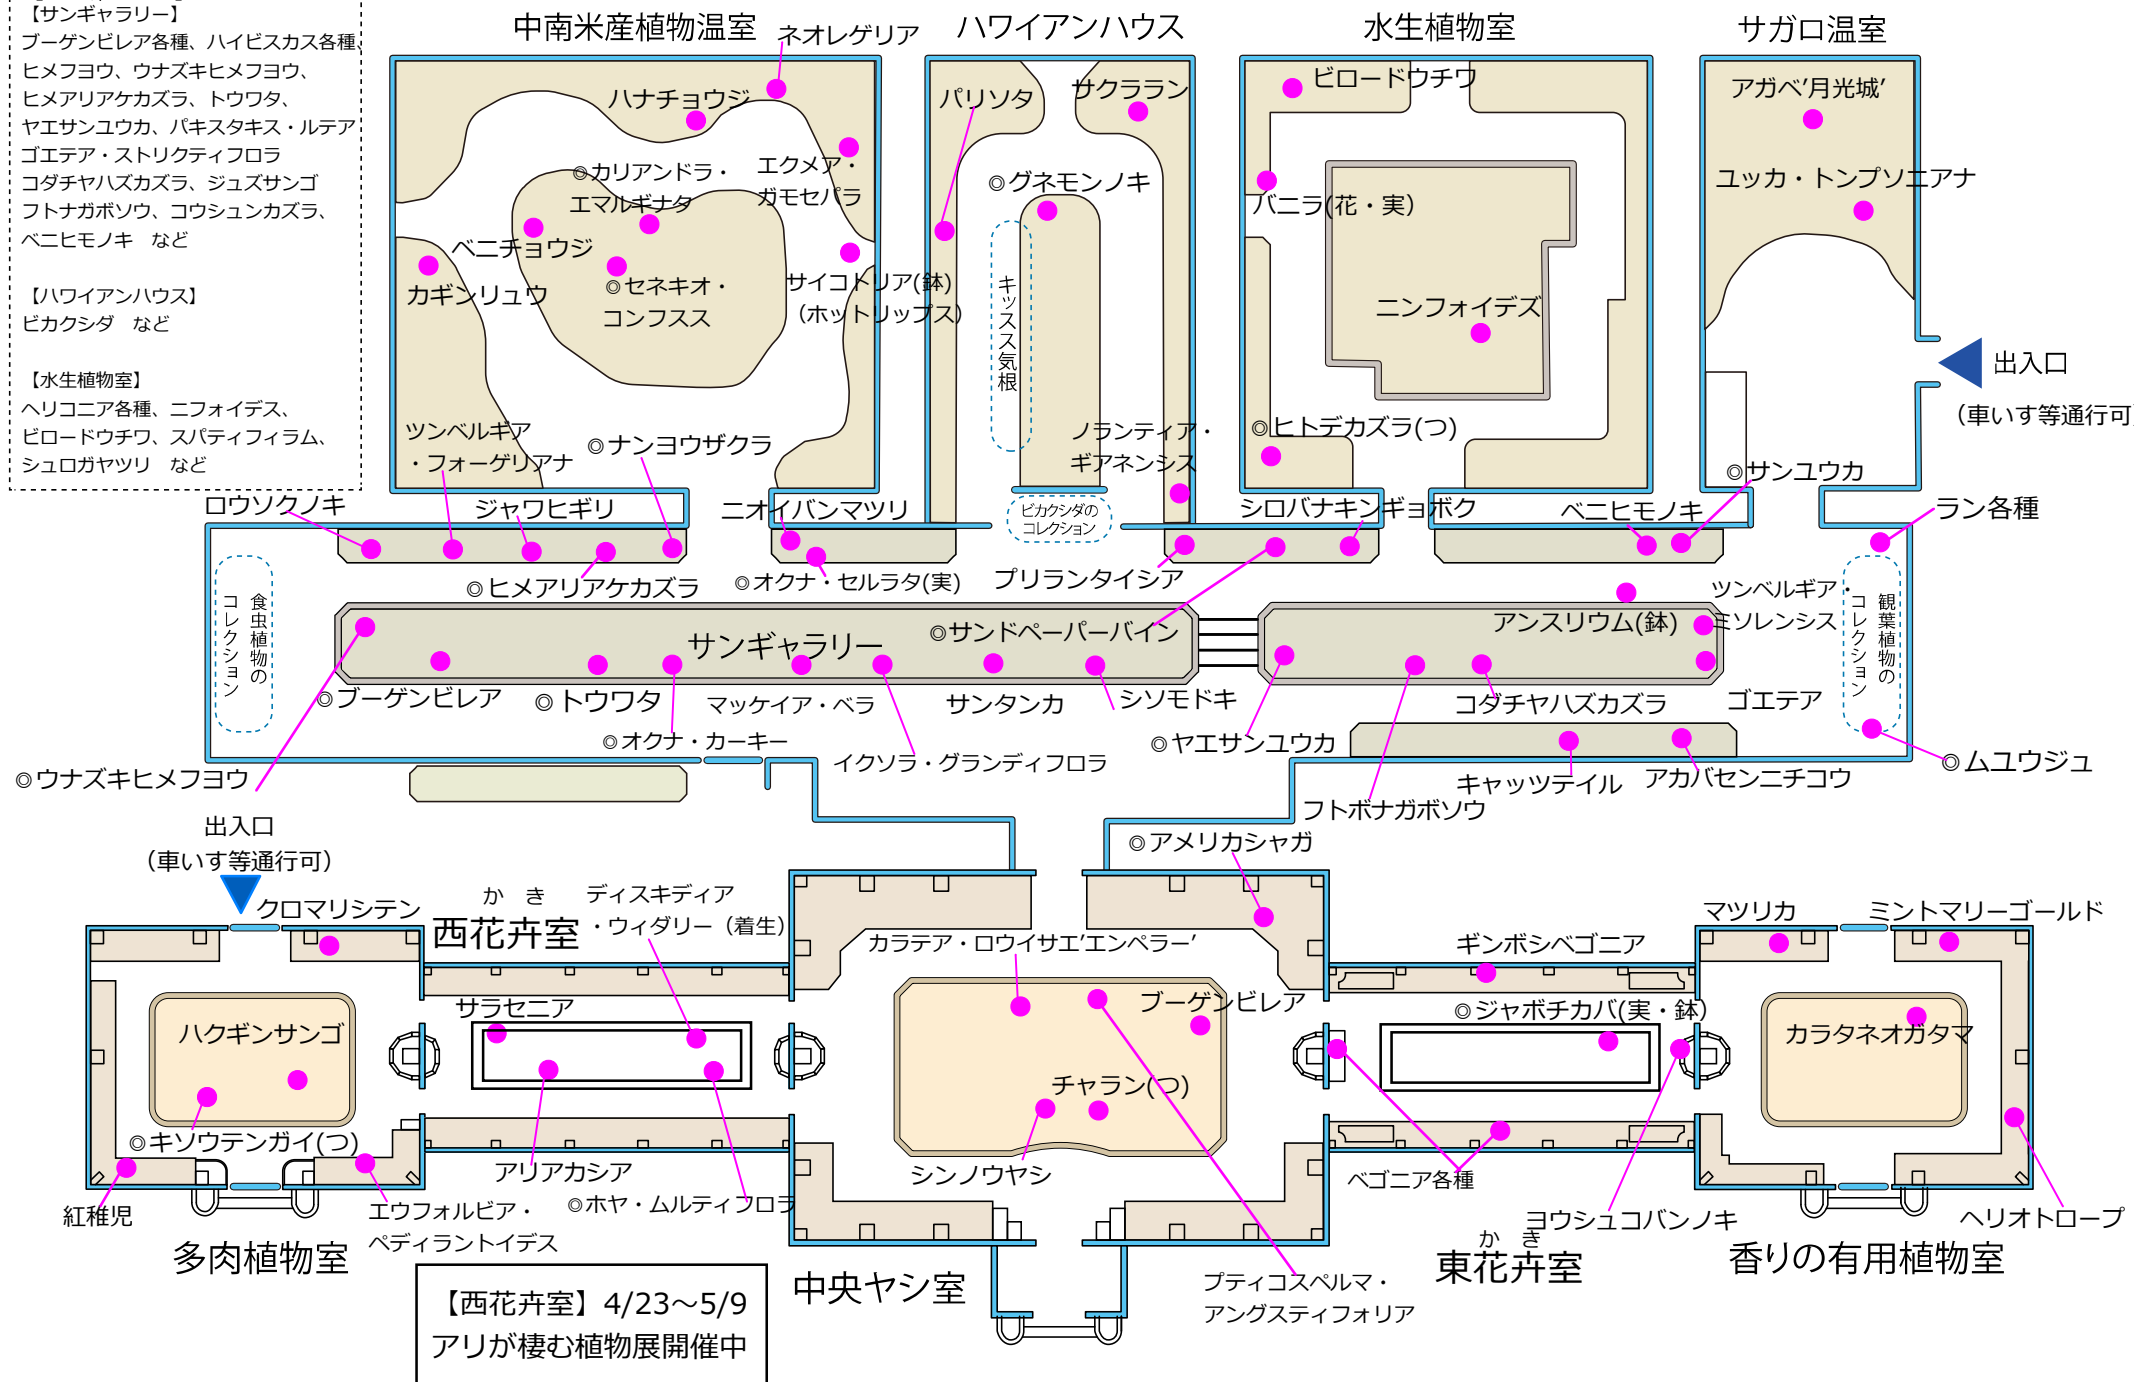 【サンギャラリー】
ブーゲンビレア各種、ハイビスカス各種、
ヒメフヨウ、ウナズキヒメフヨウ、
ヒメアリアケカズラ、トウワタ、
ヤエサンユウカ、パキスタキス・ルテア
ゴエテア・ストリクティフロラ
コダチヤハズカズラ、ジュズサンゴ
フトナガボソウ、コウシュンカズラ、
ベニヒモノキ　など
【ハワイアンハウス】
ビカクシダ　など
【水生植物室】
ヘリコニア各種、ニフォイデス、
ビロードウチワ、スパティフィラム、
シュロガヤツリ　など
中南米産植物温室
ネオレゲリア
ハナチョウジ
◎カリアンドラ・
エマルギナタ
エクメア・
ガモセパラ
ベニチョウジ
カギンリュウ
◎セネキオ・
コンフスス
サイコトリア(鉢)
（ホットリップス）
ツンベルギア
・フォーゲリアナ
◎ナンヨウザクラ
ハワイアンハウス
パリソタ
サクララン
◎グネモンノキ
キッスス気根
ノランティア・
ギアネンシス
ビカクシダの
コレクション
水生植物室
ビロードウチワ
バニラ(花・実）
ニンフォイデズ
◎ヒトデカズラ(つ)
サガロ温室
アガベ’月光城’
ユッカ・トンプソニアナ
出入口
（車いす等通行可）
◎サンユウカ
ラン各種
ロウソクノキ
ジャワヒギリ
ニオイバンマツリ
シロバナキンギョボク
ベニヒモノキ
◎ヒメアリアケカズラ
◎オクナ・セルラタ(実)
プリランタイシア
食虫植物の
コレクション
サンギャラリー
◎サンドペーパーバイン
アンスリウム(鉢)
ツンベルギア・
ミソレンシス
観葉植物の
コレクション
◎ブーゲンビレア
◎トウワタ
マッケイア・ベラ
サンタンカ
シソモドキ
コダチヤハズカズラ
ゴエテア
◎オクナ・カーキー
イクソラ・グランディフロラ
◎ヤエサンユウカ
◎ウナズキヒメフヨウ
キャッツテイル
アカバセンニチコウ
◎ムユウジュ
フトボナガボソウ
出入口
（車いす等通行可）
◎アメリカシャガ
クロマリシテン
かき
西花卉室
ディスキディア
・ウィダリー（着生）
カラテア・ロウイサエ’エンペラー’
ギンボシベゴニア
マツリカ
ミントマリーゴールド
サラセニア
ブーゲンビレア
◎ジャボチカバ(実・鉢)
ハクギンサンゴ
カラタネオガタマ
チャラン(つ)
◎キソウテンガイ(つ)
アリアカシア
シンノウヤシ
ベゴニア各種
紅稚児
エウフォルビア・
ペディラントイデス
◎ホヤ・ムルティフロラ
ヨウシュコバンノキ
ヘリオトロープ
多肉植物室
中央ヤシ室
プティコスペルマ・
アングスティフォリア
かき
東花卉室
香りの有用植物室
【西花卉室】4/23～5/9
アリが棲む植物展開催中